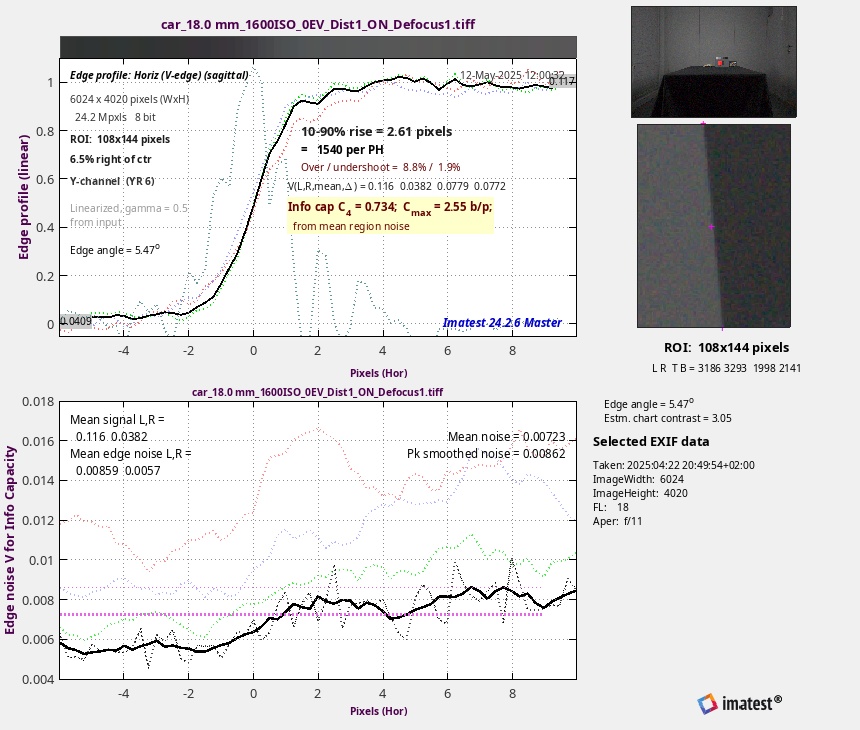 car_18.0 mm_1600ISO_0EV_Dist1_ON_Defocus1.tiff
Edge profile: Horiz (V-edge) (sagittal)
12-May-2025 12:00:32
0.117
6024 x 4020 pixels (WxH)
24.2 Mpxls 8 bit
ROI: 108x144 pixels
6.5% right of ctr
Y-channel (YR 6)
Linearized, gamma = 0.5
from input
Edge angle = 5.47o
10-90% rise = 2.61 pixels
= 1540 per PH
Over / undershoot = 8.8% / 1.9%
V(L,R,mean,Δ) = 0.116 0.0382 0.0779 0.0772
Info cap C4 = 0.734; Cmax = 2.55 b/p;
from mean region noise
0.0409
Imatest 24.2.6 Master
Edge profile (linear)
1
0.8
0.6
0.4
0.2
0
-4 -2 0 2 4 6 8
Pixels (Hor)
ROI: 108x144 pixels
L R T B = 3186 3293 1998 2141
car_18.0 mm_1600ISO_0EV_Dist1_ON_Defocus1.tiff
Mean signal L,R =
0.116 0.0382
Mean edge noise L,R =
0.00859 0.0057
Mean noise = 0.00723
Pk smoothed noise = 0.00862
Edge noise V for Info Capacity
0.018
0.016
0.014
0.012
0.01
0.008
0.006
0.004
-4 -2 0 2 4 6 8
Pixels (Hor)
Edge angle = 5.47o
Estm. chart contrast = 3.05
Selected EXIF data
Taken: 2025:04:22 20:49:54+02:00
ImageWidth: 6024
ImageHeight: 4020
FL: 18
Aper: f/11
imatest®